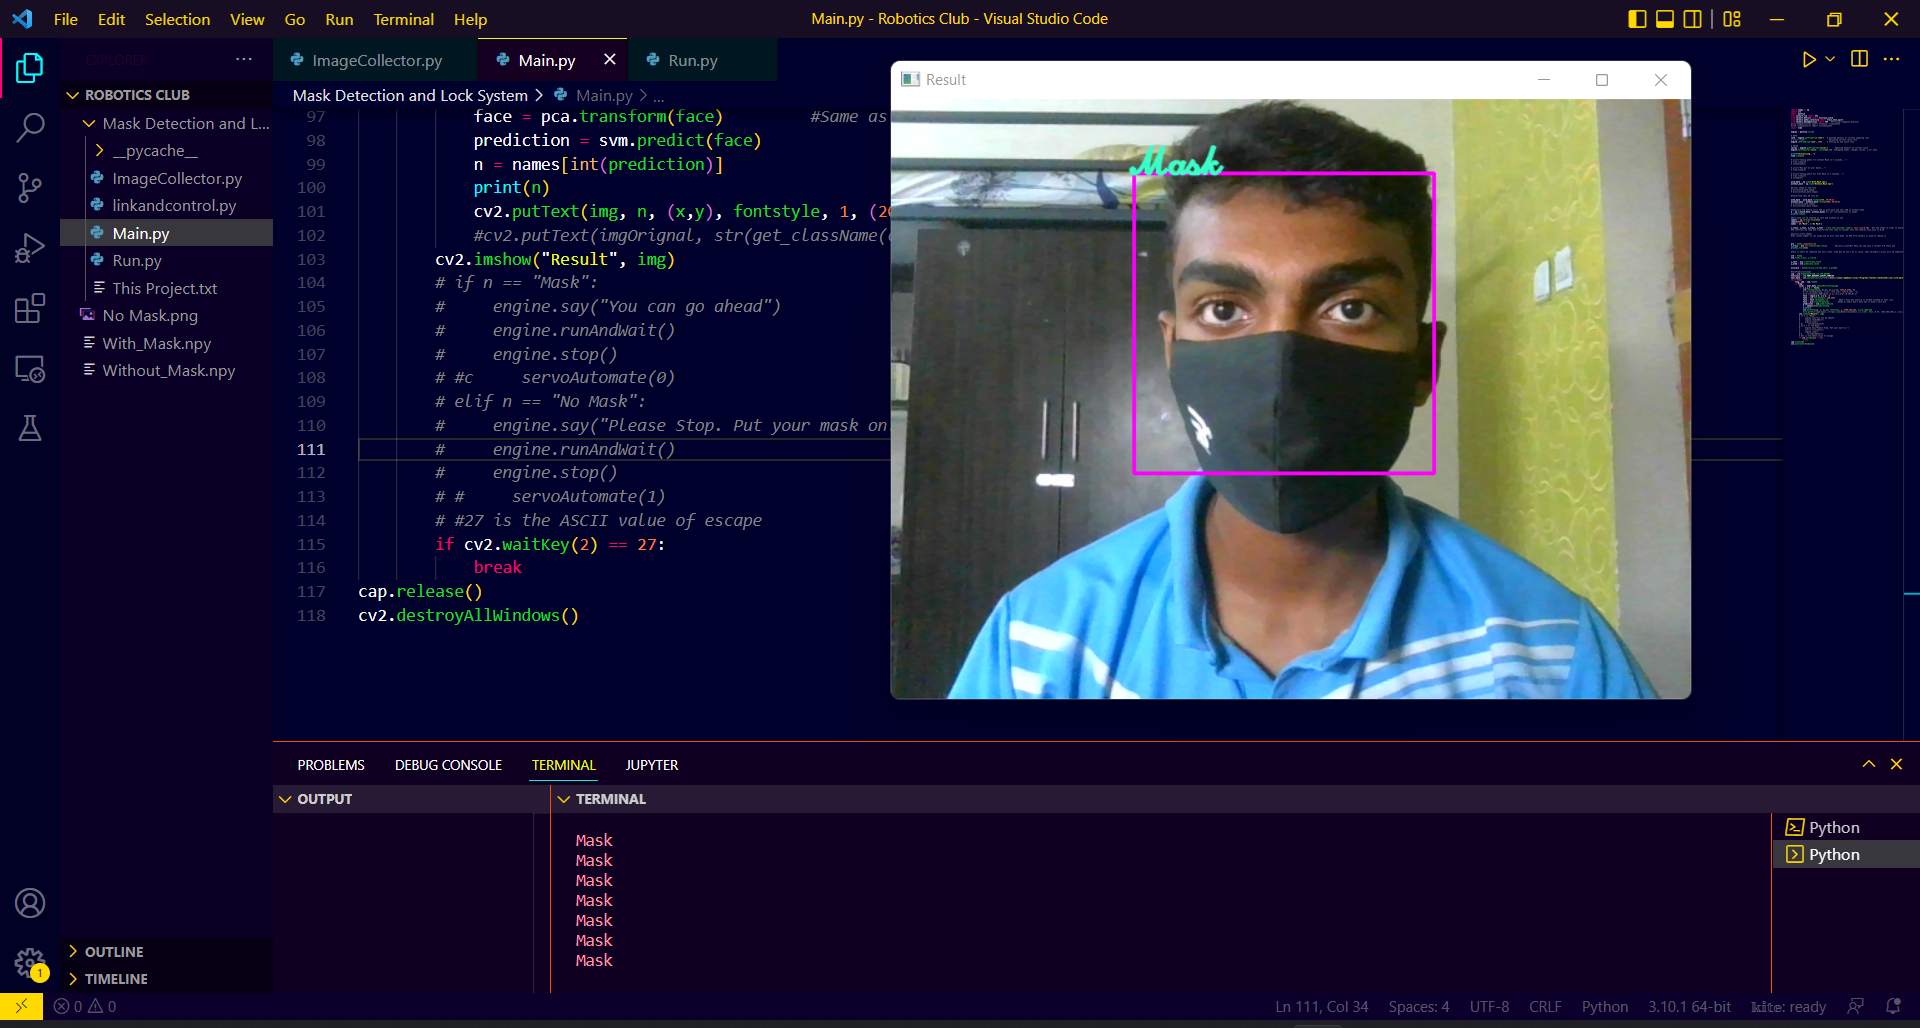 File Edit Selection View Go Run Terminal Help
Main.py - Robotics Club - Visual Studio Code
EXPLORER
ROBOTICS CLUB
Mask Detection and L...
__pycache__
ImageCollector.py
linkandcontrol.py
Main.py
Run.py
This Project.txt
No Mask.png
With_Mask.npy
Without_Mask.npy
OUTLINE
TIMELINE
ImageCollector.py Main.py Run.py
Mask Detection and Lock System > Main.py > ...
97 face = pca.transform(face) #Same as
98 prediction = svm.predict(face)
99 n = names[int(prediction)]
100 print(n)
101 cv2.putText(img, n, (x,y), fontstyle, 1, (20
102 #cv2.putText(imgOrignal, str(get_className(
103 cv2.imshow("Result", img)
104 # if n == "Mask":
105 # engine.say("You can go ahead")
106 # engine.runAndWait()
107 # engine.stop()
108 # #c servoAutomate(0)
109 # elif n == "No Mask":
110 # engine.say("Please Stop. Put your mask on
111 # engine.runAndWait()
112 # engine.stop()
113 # # servoAutomate(1)
114 # #27 is the ASCII value of escape
115 if cv2.waitKey(2) == 27:
116 break
117 cap.release()
118 cv2.destroyAllWindows()
Result
Mask
PROBLEMS DEBUG CONSOLE TERMINAL JUPYTER
OUTPUT
TERMINAL
Mask
Mask
Mask
Mask
Mask
Mask
Mask
Python
Python
1
0 0
Ln 111, Col 34 Spaces: 4 UTF-8 CRLF Python 3.10.1 64-bit kite: ready